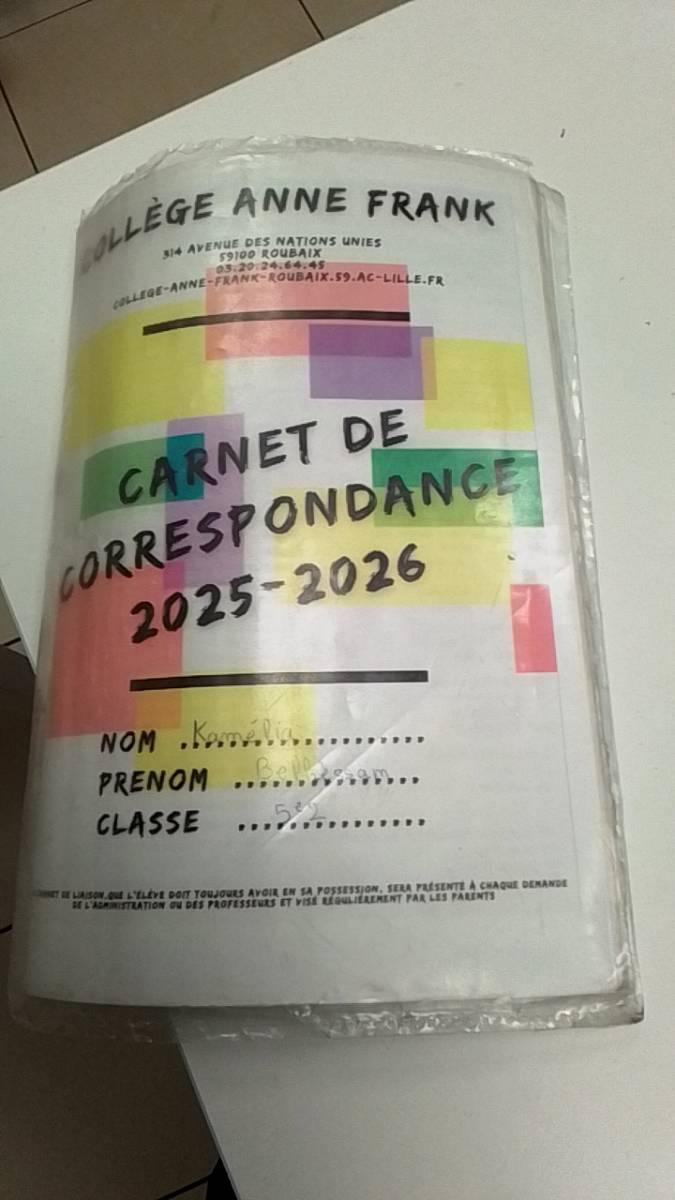 COLLÈGE ANNE FRANK
314 AVENUE DES NATIONS UNIES
59100 ROUBAIX
03.20.24.64.45
COLLEGE-ANNE-FRANK-ROUBAIX.59.AC-LILLE.FR
CARNET DE
CORRESPONDANCE
2025-2026
NOM Kamélia
PRENOM
CLASSE 5e2
CARNET DE LIAISON, QUE L'ÉLÈVE DOIT TOUJOURS AVOIR EN SA POSSESSION, SERA PRÉSENTÉ À CHAQUE DEMANDE
DE L'ADMINISTRATION OU DES PROFESSEURS ET VISÉ RÉGULIÈREMENT PAR LES PARENTS